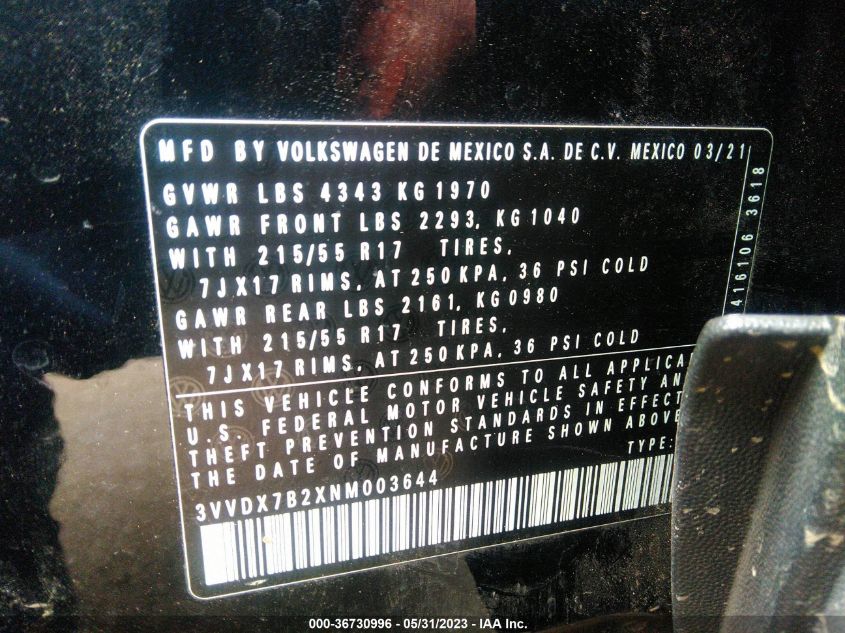 MFD BY VOLKSWAGEN DE MEXICO S.A. DE C.V. MEXICO 03/21
GVWR LBS 4343 KG 1970
GAWR FRONT LBS 2293, KG 1040
WITH 215/55 R17 TIRES,
7JX17 RIMS, AT 250 KPA, 36 PSI COLD
GAWR REAR LBS 2161, KG 0980
WITH 215/55 R17 TIRES,
7JX17 RIMS, AT 250 KPA, 36 PSI COLD
416106 3618
THIS VEHICLE CONFORMS TO ALL APPLICA
U.S. FEDERAL MOTOR VEHICLE SAFETY AN
THEFT PREVENTION STANDARDS IN EFFECT
THE DATE OF MANUFACTURE SHOWN ABOVE
TYPE:
3VVDX7B2XNM003644
000-36730996 - 05/31/2023 - IAA Inc.